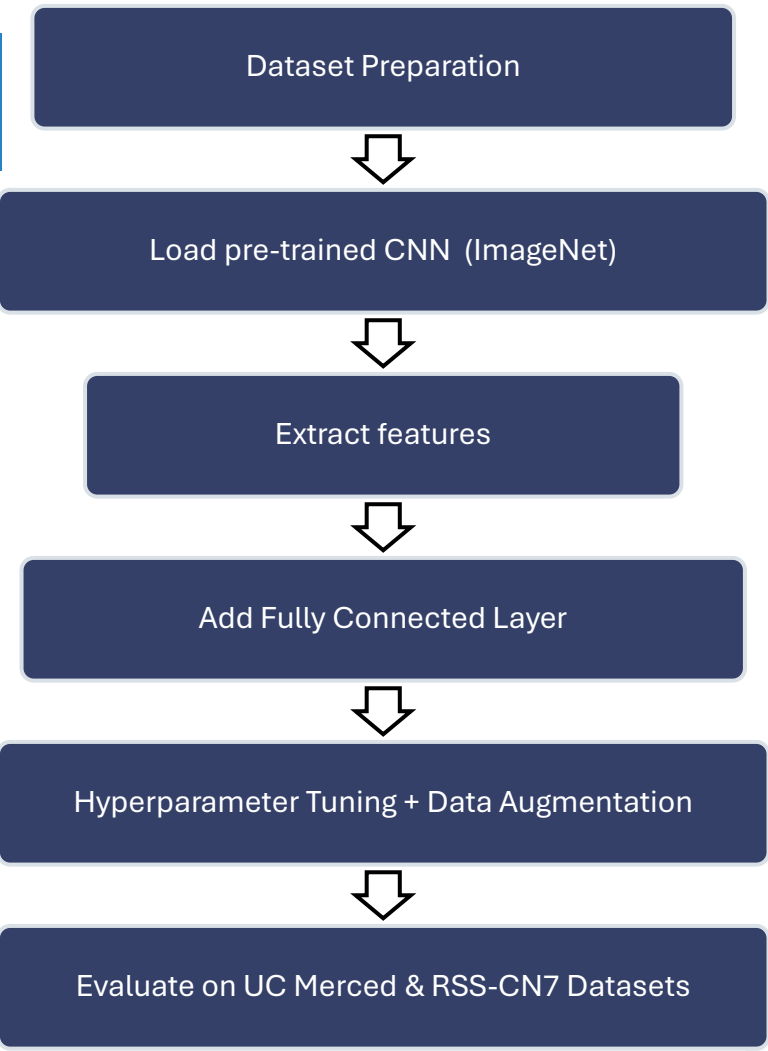 Dataset Preparation
Load pre-trained CNN (ImageNet)
Extract features
Add Fully Connected Layer
Hyperparameter Tuning + Data Augmentation
Evaluate on UC Merced & RSS-CN7 Datasets